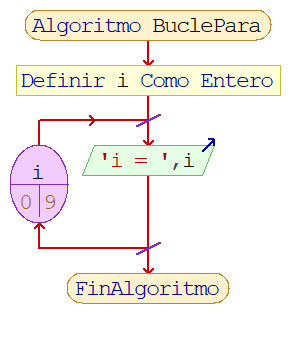 Algoritmo BuclePara
Definir i Como Entero
i
'i = ',i
0 9
FinAlgoritmo